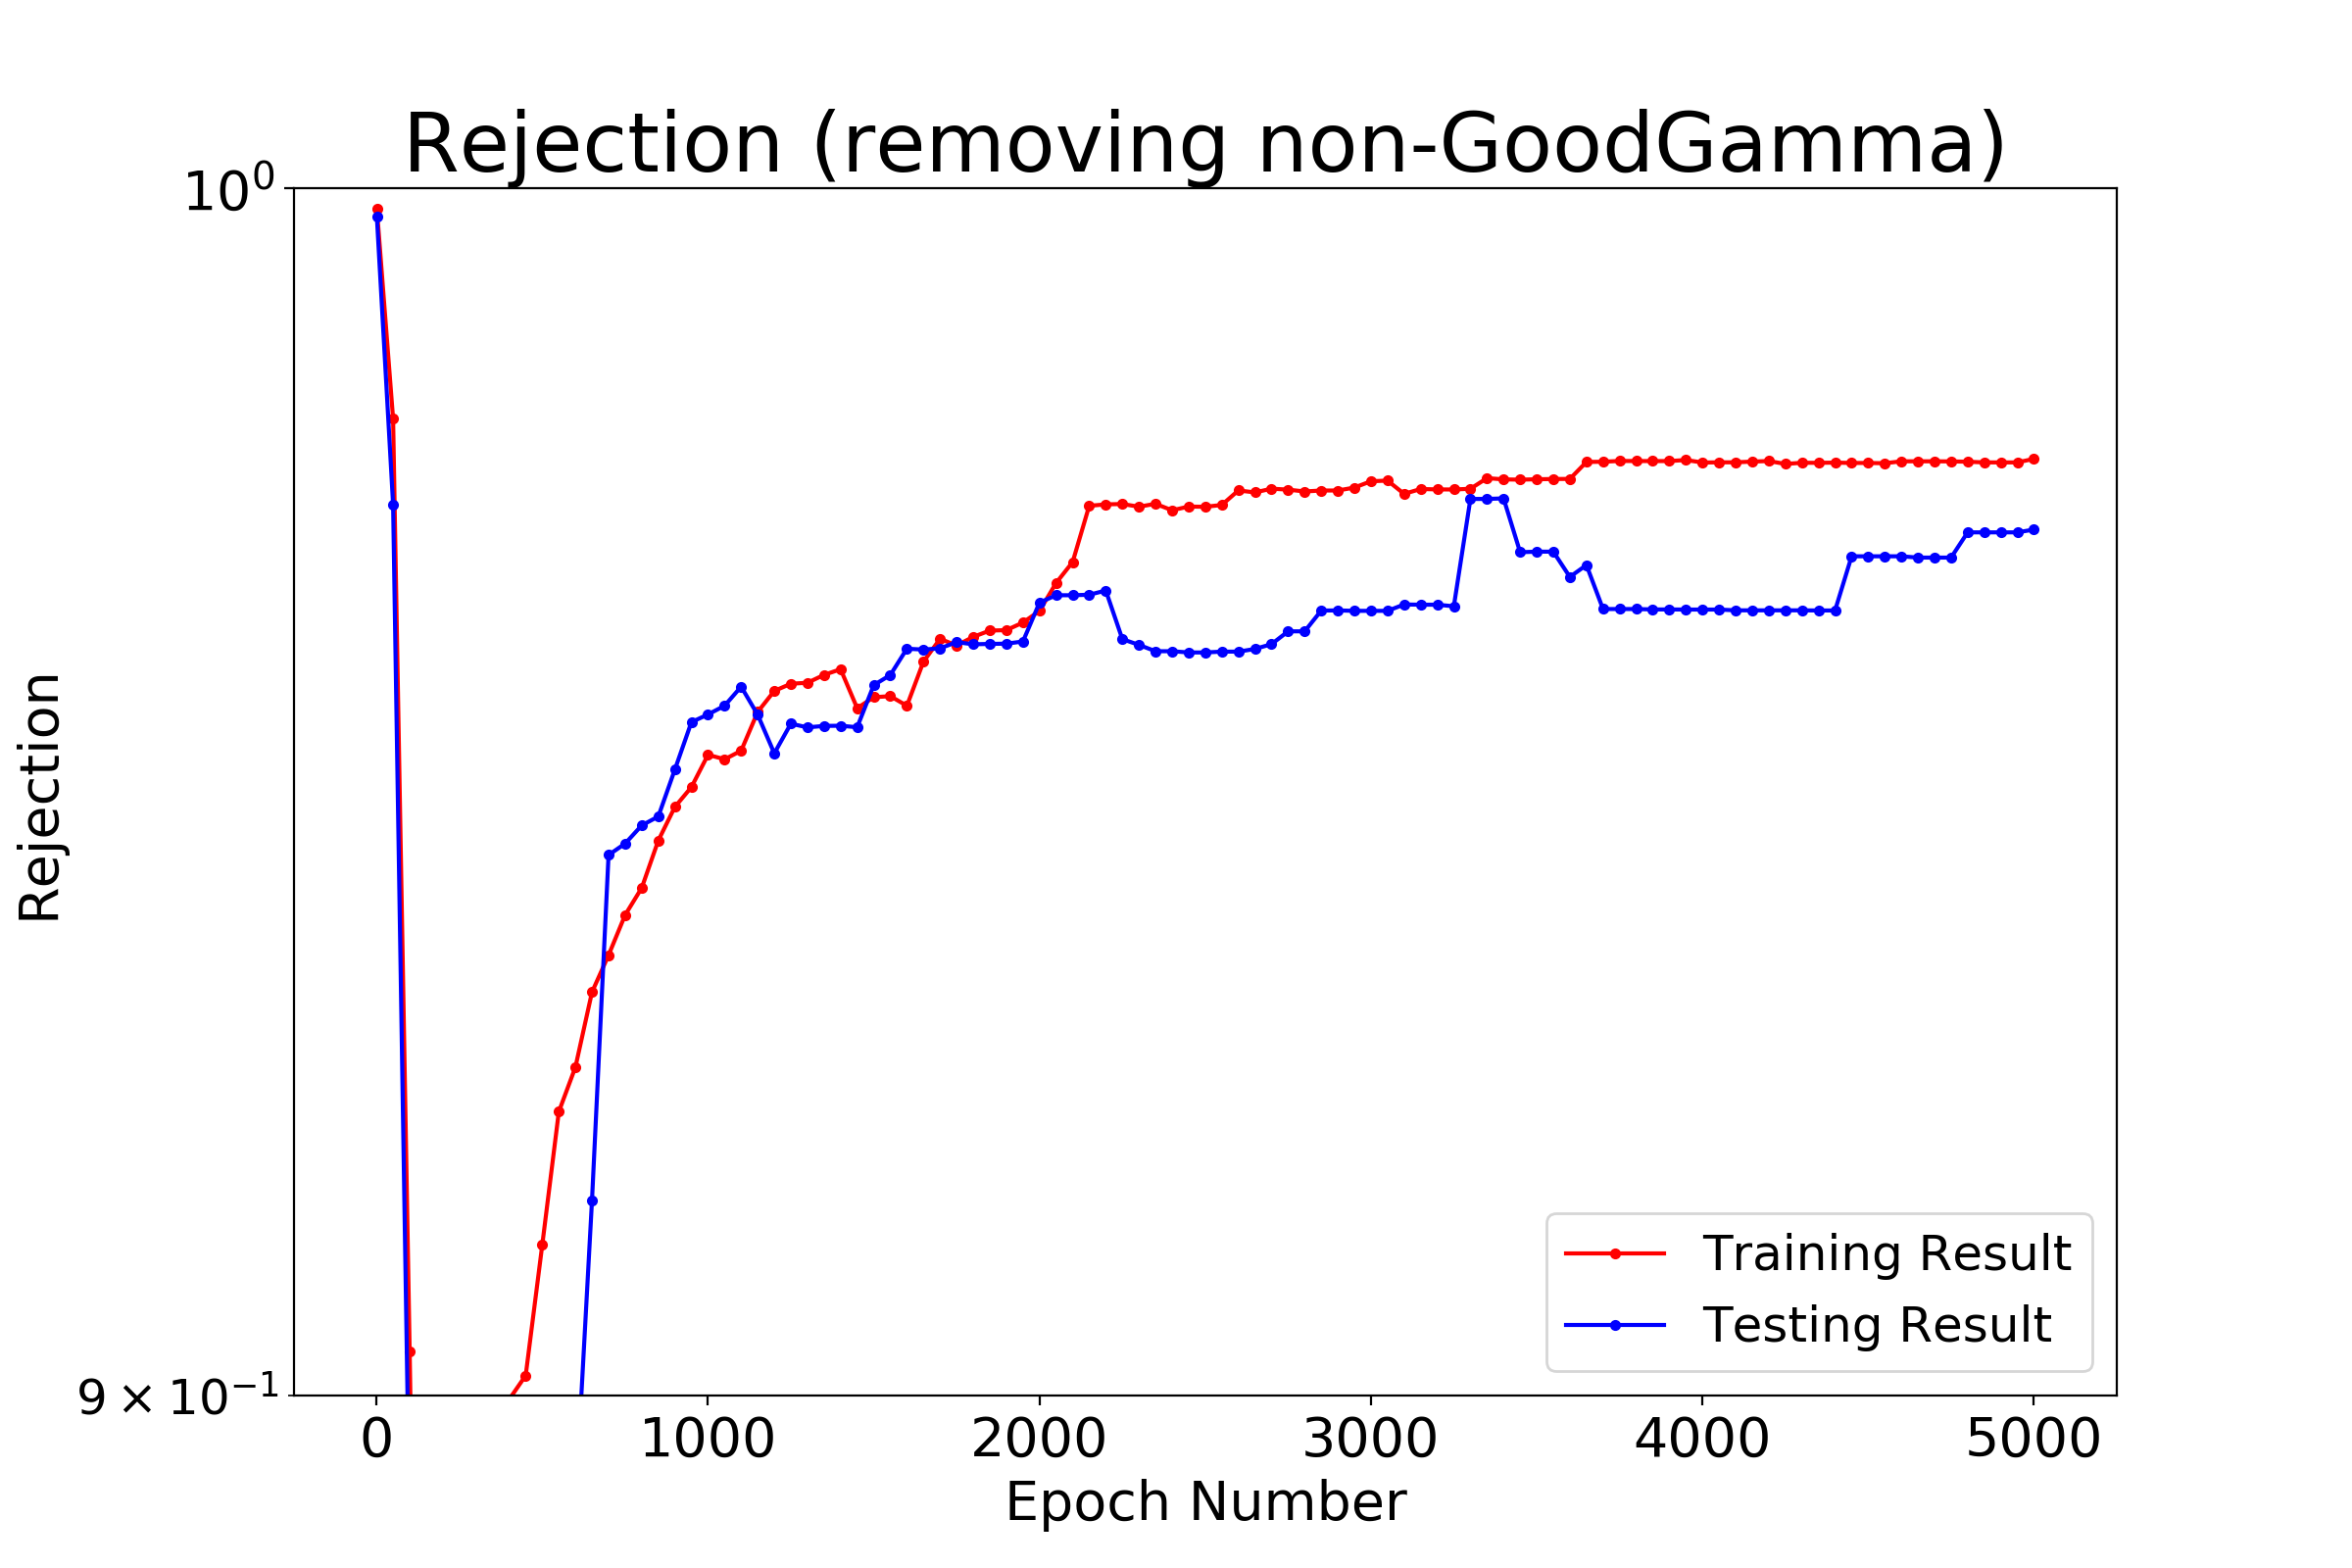 Rejection (removing non-GoodGamma)
10⁰
Rejection
9 × 10⁻¹
Training Result
Testing Result
0 1000 2000 3000 4000 5000
Epoch Number